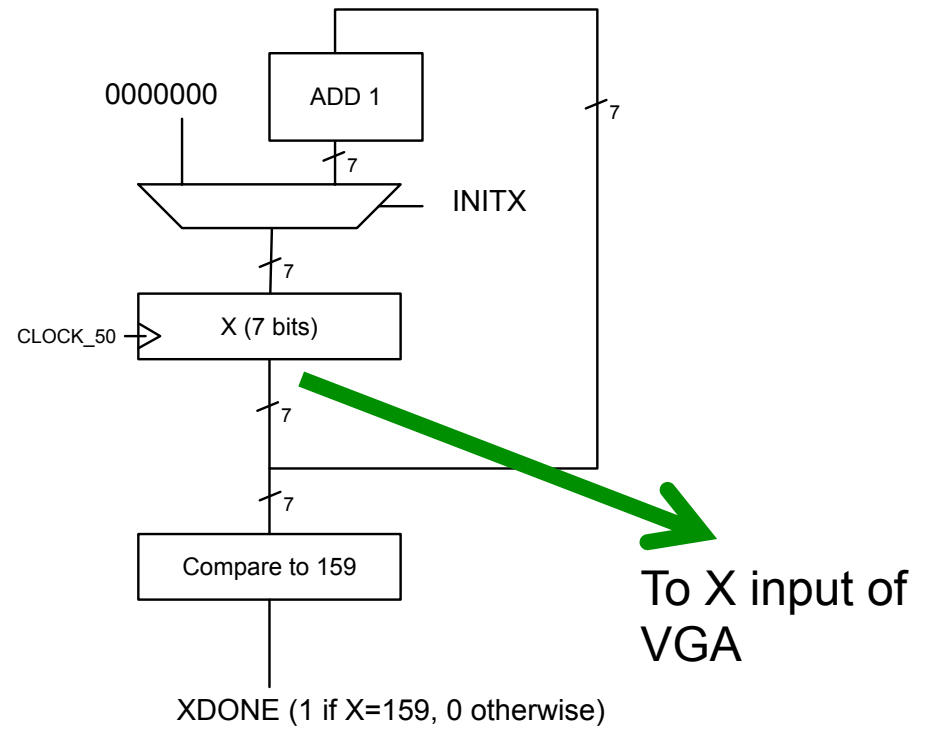 0000000
ADD 1
7
7
INITX
7
CLOCK_50
X (7 bits)
7
7
Compare to 159
To X input of
VGA
XDONE (1 if X=159, 0 otherwise)